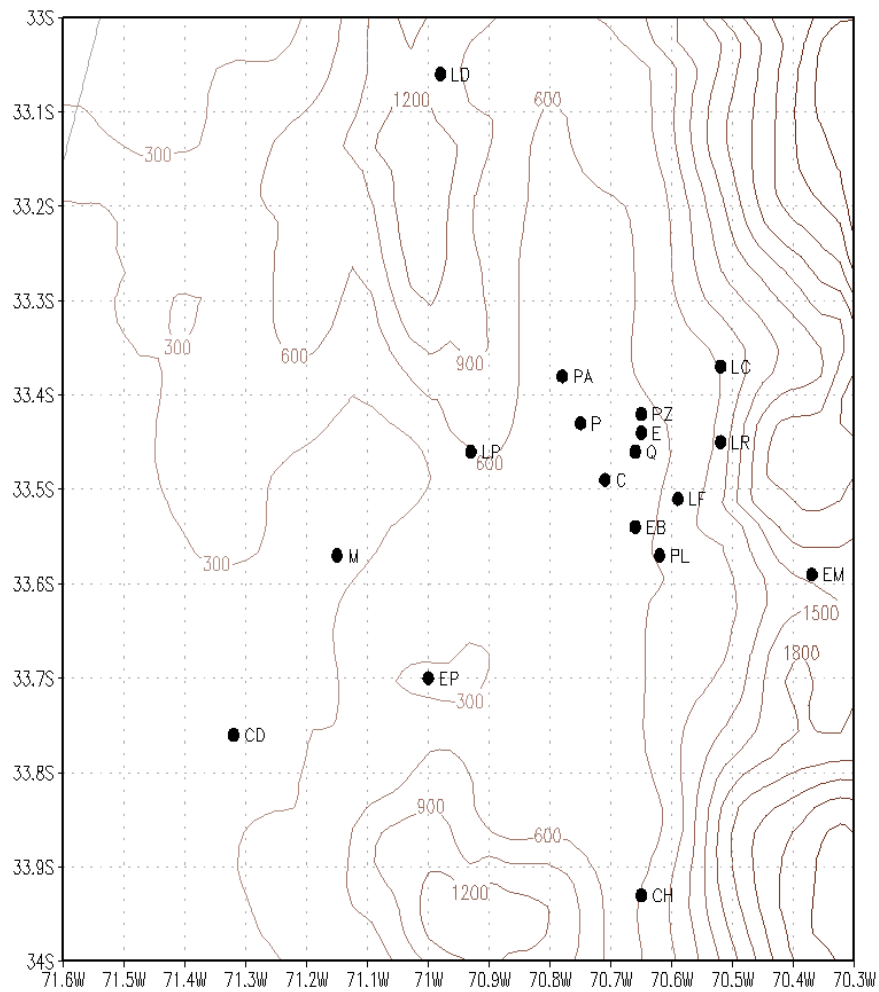 33S
LD
1200
600
33.1S
300
33.2S
33.3S
300
600
900
LC
PA
33.4S
PZ
P
E
LR
LP
Q
600
C
33.5S
LF
EB
300
M
PL
EM
33.6S
1500
1800
33.7S
EP
300
CD
33.8S
900
600
33.9S
1200
CH
34S
71.6W 71.5W 71.4W 71.3W 71.2W 71.1W 71W 70.9W 70.8W 70.7W 70.6W 70.5W 70.4W 70.3W